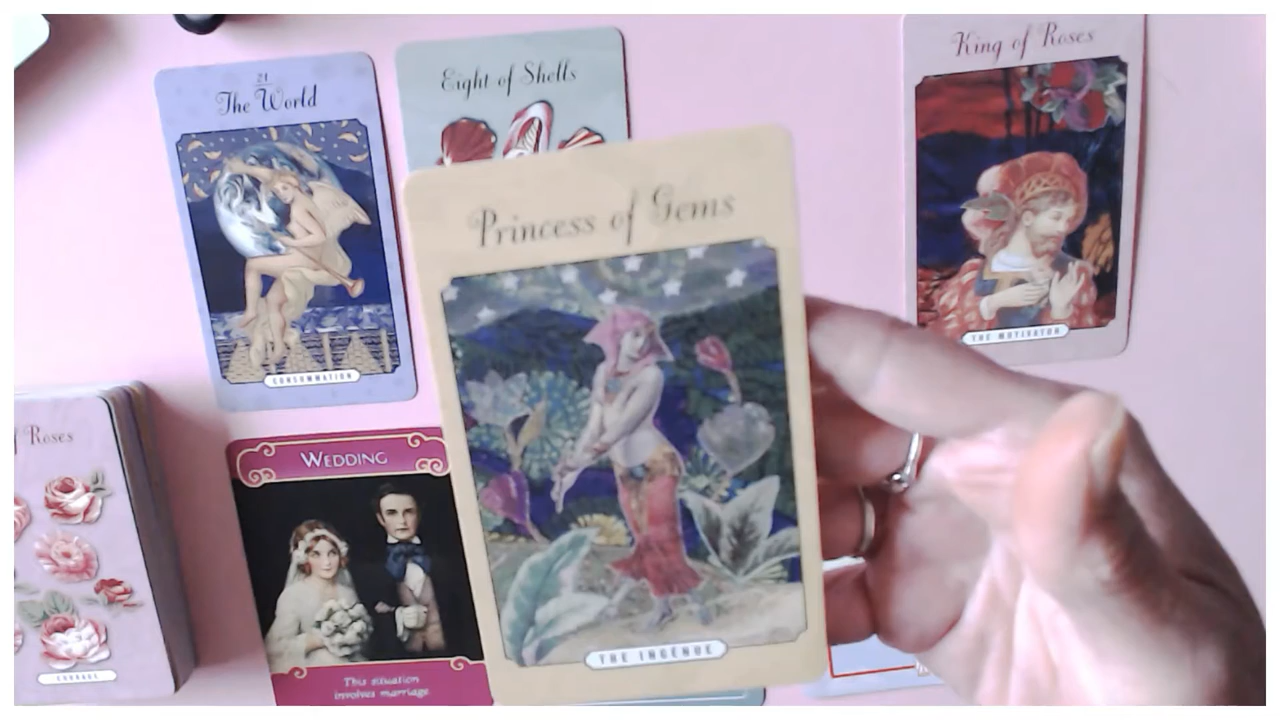 21
The World
CONSUMMATION
Eight of Shells
King of Roses
THE MOTIVATOR
Princess of Gems
THE INGENUE
f Roses
COURAGE
WEDDING
This situation
involves marriage